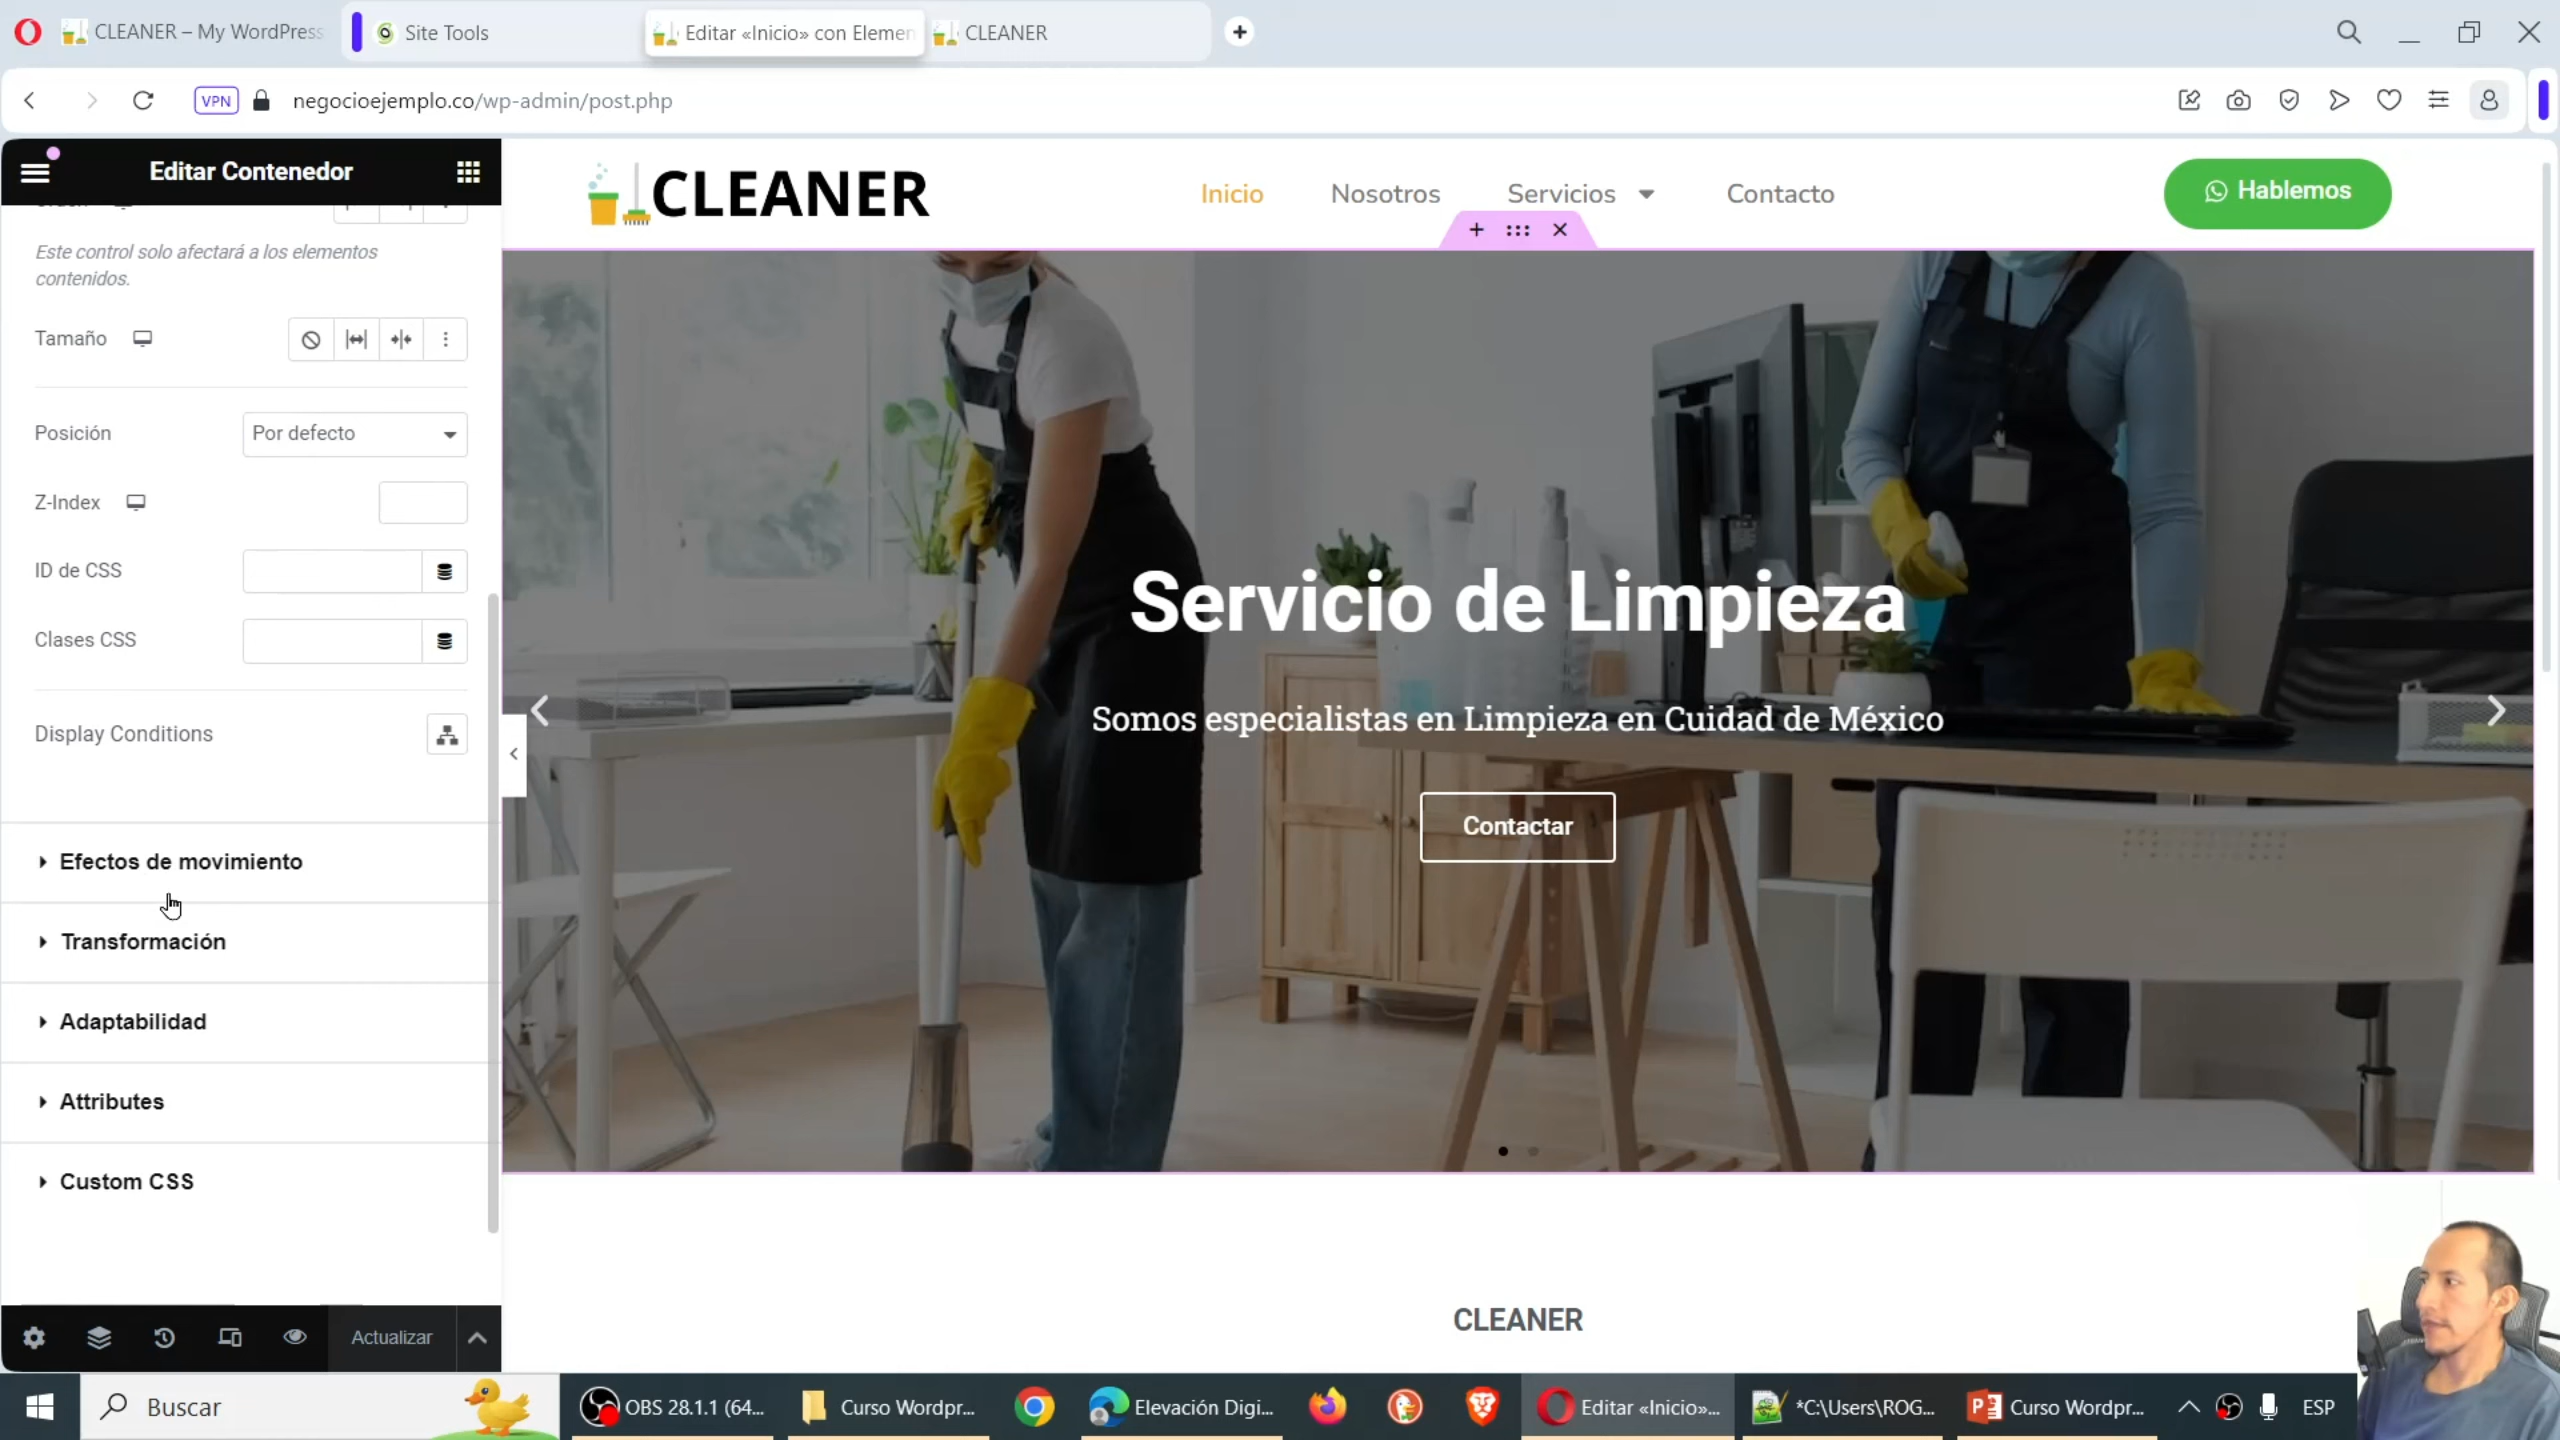 CLEANER – My WordPress
Site Tools
Editar «Inicio» con Elemen
CLEANER
VPN
negocioejemplo.co/wp-admin/post.php
Editar Contenedor
CLEANER
Inicio
Nosotros
Servicios
Contacto
Hablemos
Este control solo afectará a los elementos
contenidos.
Tamaño
Posición
Por defecto
Z-Index
ID de CSS
Clases CSS
Display Conditions
Efectos de movimiento
Transformación
Adaptabilidad
Attributes
Custom CSS
Actualizar
Servicio de Limpieza
Somos especialistas en Limpieza en Cuidad de México
Contactar
CLEANER
Buscar
OBS 28.1.1 (64...
Curso Wordpr...
Elevación Digi...
Editar «Inicio»...
*C:\Users\ROG...
Curso Wordpr...
ESP